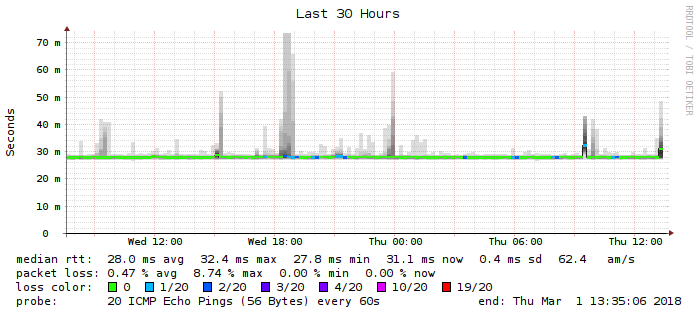 Last 30 Hours
RRDTOOL / TOBI OETIKER
Seconds
70 m
60 m
50 m
40 m
30 m
20 m
10 m
0
Wed 12:00 Wed 18:00 Thu 00:00 Thu 06:00 Thu 12:00
median rtt: 28.0 ms avg 32.4 ms max 27.8 ms min 31.1 ms now 0.4 ms sd 62.4 am/s
packet loss: 0.47 % avg 8.74 % max 0.00 % min 0.00 % now
loss color: 0 1/20 2/20 3/20 4/20 10/20 19/20
probe: 20 ICMP Echo Pings (56 Bytes) every 60s end: Thu Mar 1 13:35:06 2018